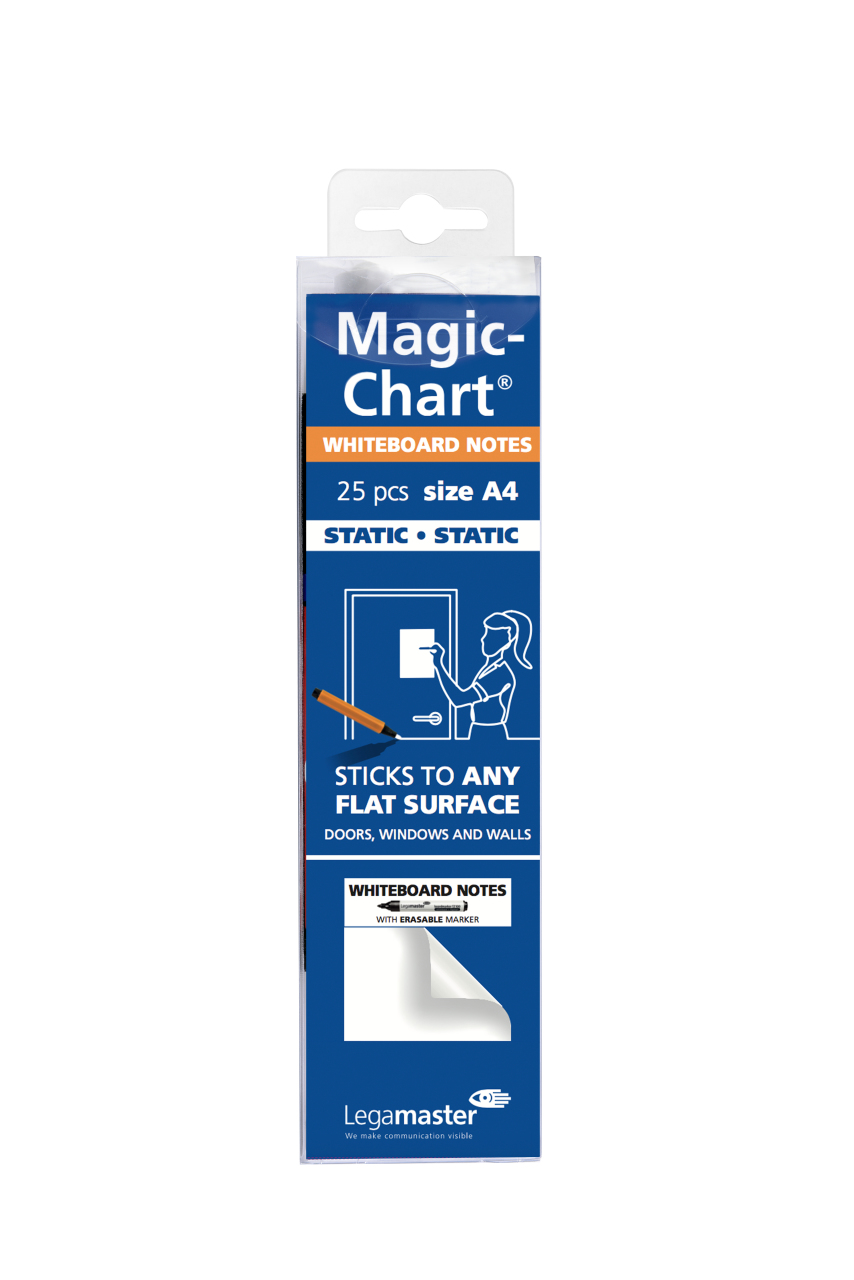 Magic-
Chart®
WHITEBOARD NOTES
25 pcs size A4
STATIC • STATIC
STICKS TO ANY
FLAT SURFACE
DOORS, WINDOWS AND WALLS
WHITEBOARD NOTES
Legamaster
WITH ERASABLE MARKER
Legamaster
We make communication visible